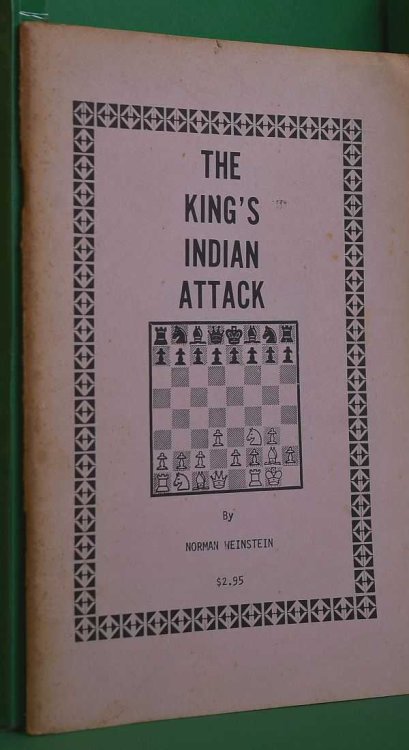 THE
KING'S
INDIAN
ATTACK
By
NORMAN WEINSTEIN
$2.95